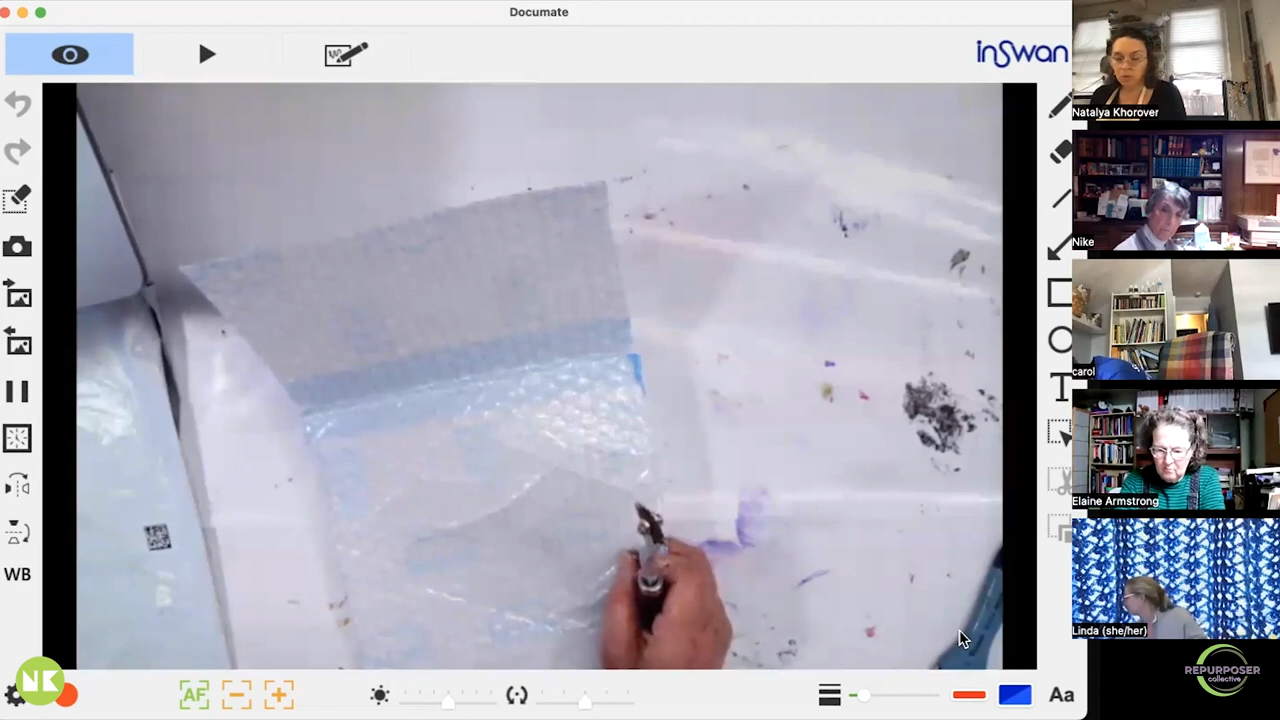 Documate
inSwan
Natalya Khorover
Nike
carol
T
Elaine Armstrong
WB
Linda (she/her)
NK
AF
Aa
REPURPOSER
collective